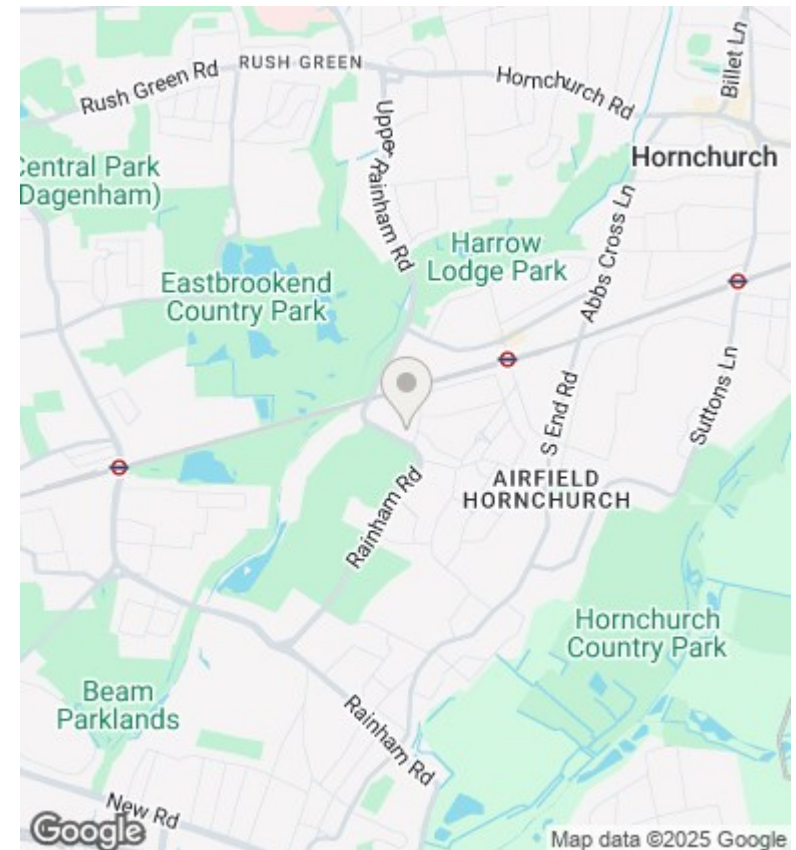 Billet Ln
RUSH GREEN
Rush Green Rd
Hornchurch Rd
Upper Rainham Rd
Hornchurch
Central Park
(Dagenham)
Abbs Cross Ln
Harrow
Lodge Park
Eastbrookend
Country Park
Suttons Ln
S End Rd
AIRFIELD
HORNCHURCH
Rainham Rd
Hornchurch
Country Park
Beam
Parklands
Rainham Rd
New Rd
Google
Map data ©2025 Google